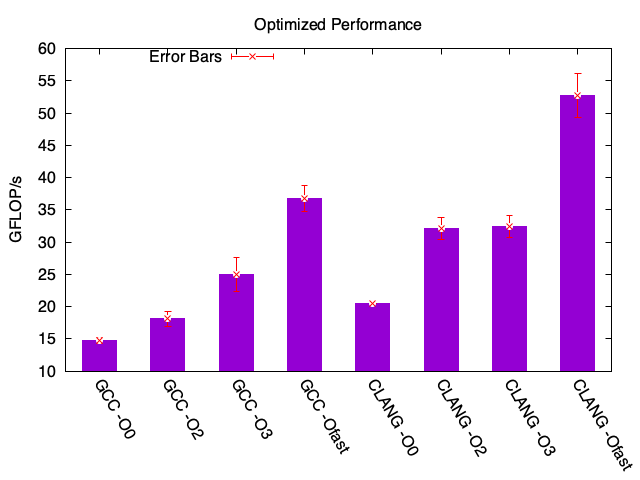 Optimized Performance
Error Bars
GFLOP/s
60
55
50
45
40
35
30
25
20
15
10
GCC -O0
GCC -O2
GCC -O3
GCC -Ofast
CLANG -O0
CLANG -O2
CLANG -O3
CLANG -Ofast